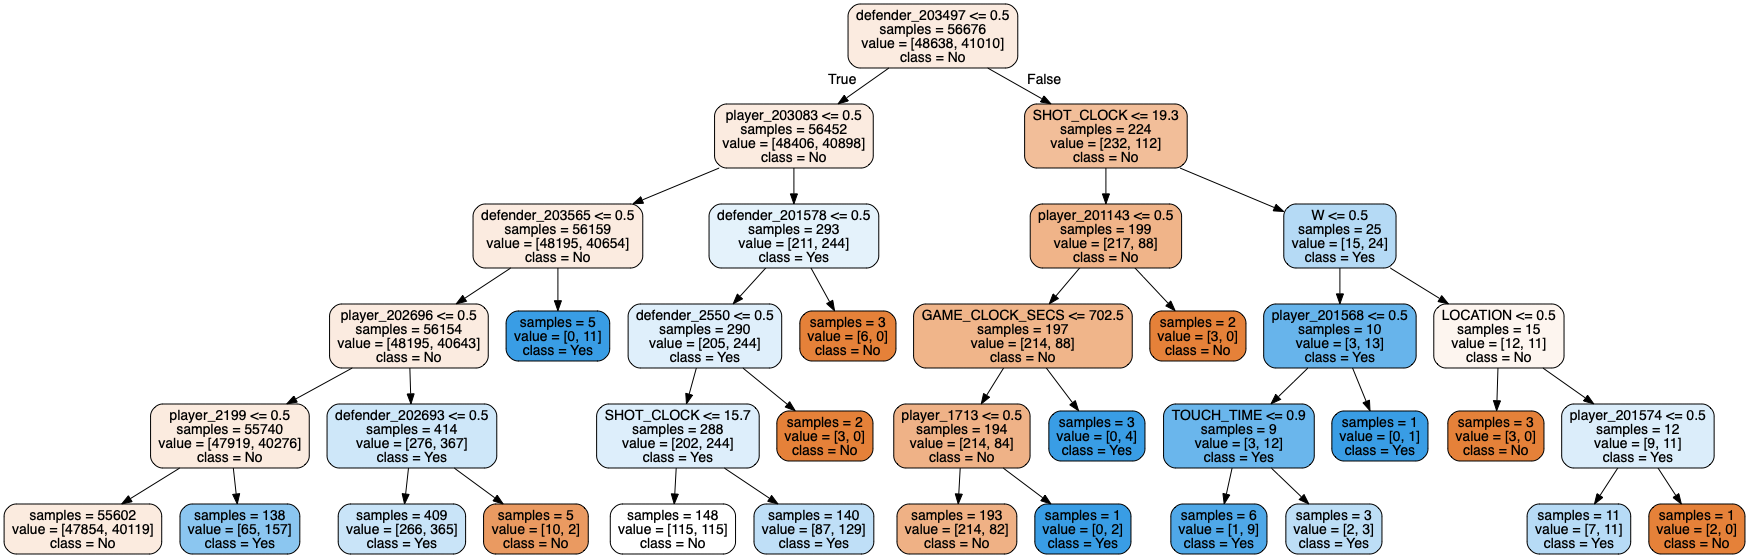 defender_203497 <= 0.5
samples = 56676
value = [48638, 41010]
class = No
True
False
player_203083 <= 0.5
samples = 56452
value = [48406, 40898]
class = No
SHOT_CLOCK <= 19.3
samples = 224
value = [232, 112]
class = No
defender_203565 <= 0.5
samples = 56159
value = [48195, 40654]
class = No
defender_201578 <= 0.5
samples = 293
value = [211, 244]
class = Yes
player_201143 <= 0.5
samples = 199
value = [217, 88]
class = No
W <= 0.5
samples = 25
value = [15, 24]
class = Yes
player_202696 <= 0.5
samples = 56154
value = [48195, 40643]
class = No
samples = 5
value = [0, 11]
class = Yes
defender_2550 <= 0.5
samples = 290
value = [205, 244]
class = Yes
samples = 3
value = [6, 0]
class = No
GAME_CLOCK_SECS <= 702.5
samples = 197
value = [214, 88]
class = No
samples = 2
value = [3, 0]
class = No
player_201568 <= 0.5
samples = 10
value = [3, 13]
class = Yes
LOCATION <= 0.5
samples = 15
value = [12, 11]
class = No
player_2199 <= 0.5
samples = 55740
value = [47919, 40276]
class = No
defender_202693 <= 0.5
samples = 414
value = [276, 367]
class = Yes
SHOT_CLOCK <= 15.7
samples = 288
value = [202, 244]
class = Yes
samples = 2
value = [3, 0]
class = No
player_1713 <= 0.5
samples = 194
value = [214, 84]
class = No
samples = 3
value = [0, 4]
class = Yes
TOUCH_TIME <= 0.9
samples = 9
value = [3, 12]
class = Yes
samples = 1
value = [0, 1]
class = Yes
samples = 3
value = [3, 0]
class = No
player_201574 <= 0.5
samples = 12
value = [9, 11]
class = Yes
samples = 55602
value = [47854, 40119]
class = No
samples = 138
value = [65, 157]
class = Yes
samples = 409
value = [266, 365]
class = Yes
samples = 5
value = [10, 2]
class = No
samples = 148
value = [115, 115]
class = No
samples = 140
value = [87, 129]
class = Yes
samples = 193
value = [214, 82]
class = No
samples = 1
value = [0, 2]
class = Yes
samples = 6
value = [1, 9]
class = Yes
samples = 3
value = [2, 3]
class = Yes
samples = 11
value = [7, 11]
class = Yes
samples = 1
value = [2, 0]
class = No